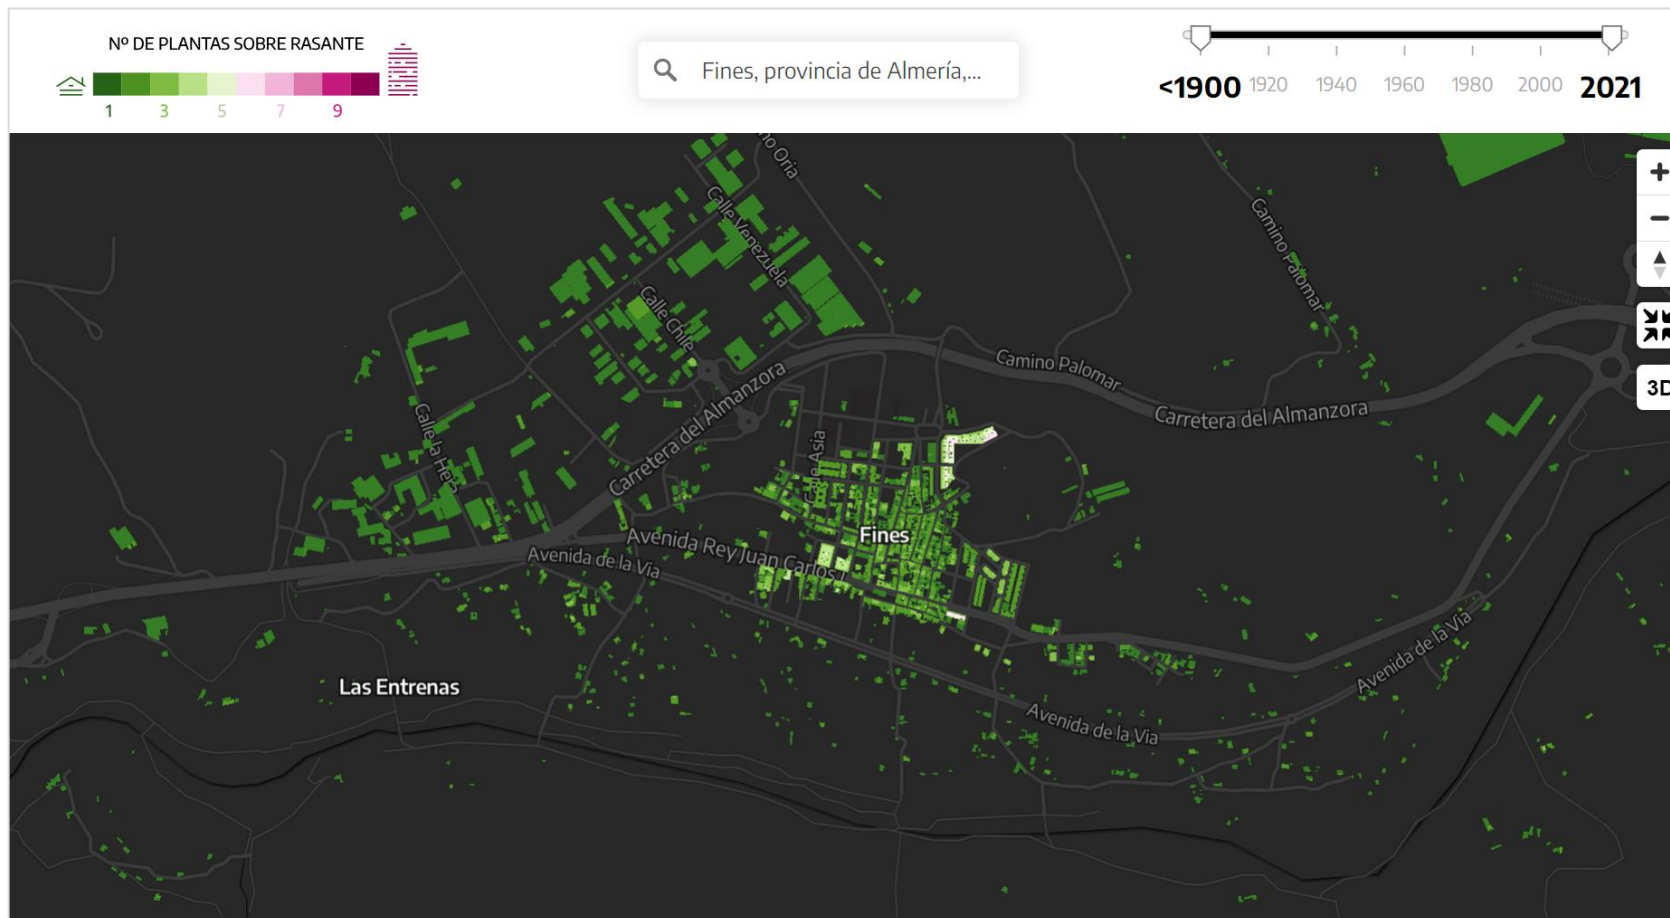 Nº DE PLANTAS SOBRE RASANTE
1 3 5 7 9
Fines, provincia de Almería,...
<1900 1920 1940 1960 1980 2000 2021
+
−
3D
no Oria
Calle Venezuela
Camino Palomar
Calle Chile
Camino Palomar
Carretera del Almanzora
Carretera del Almanzora
Calle la Hera
Calle Asia
Fines
Avenida Rey Juan Carlos I
Avenida de la Via
Las Entrenas
Avenida de la Via
Avenida de la Via